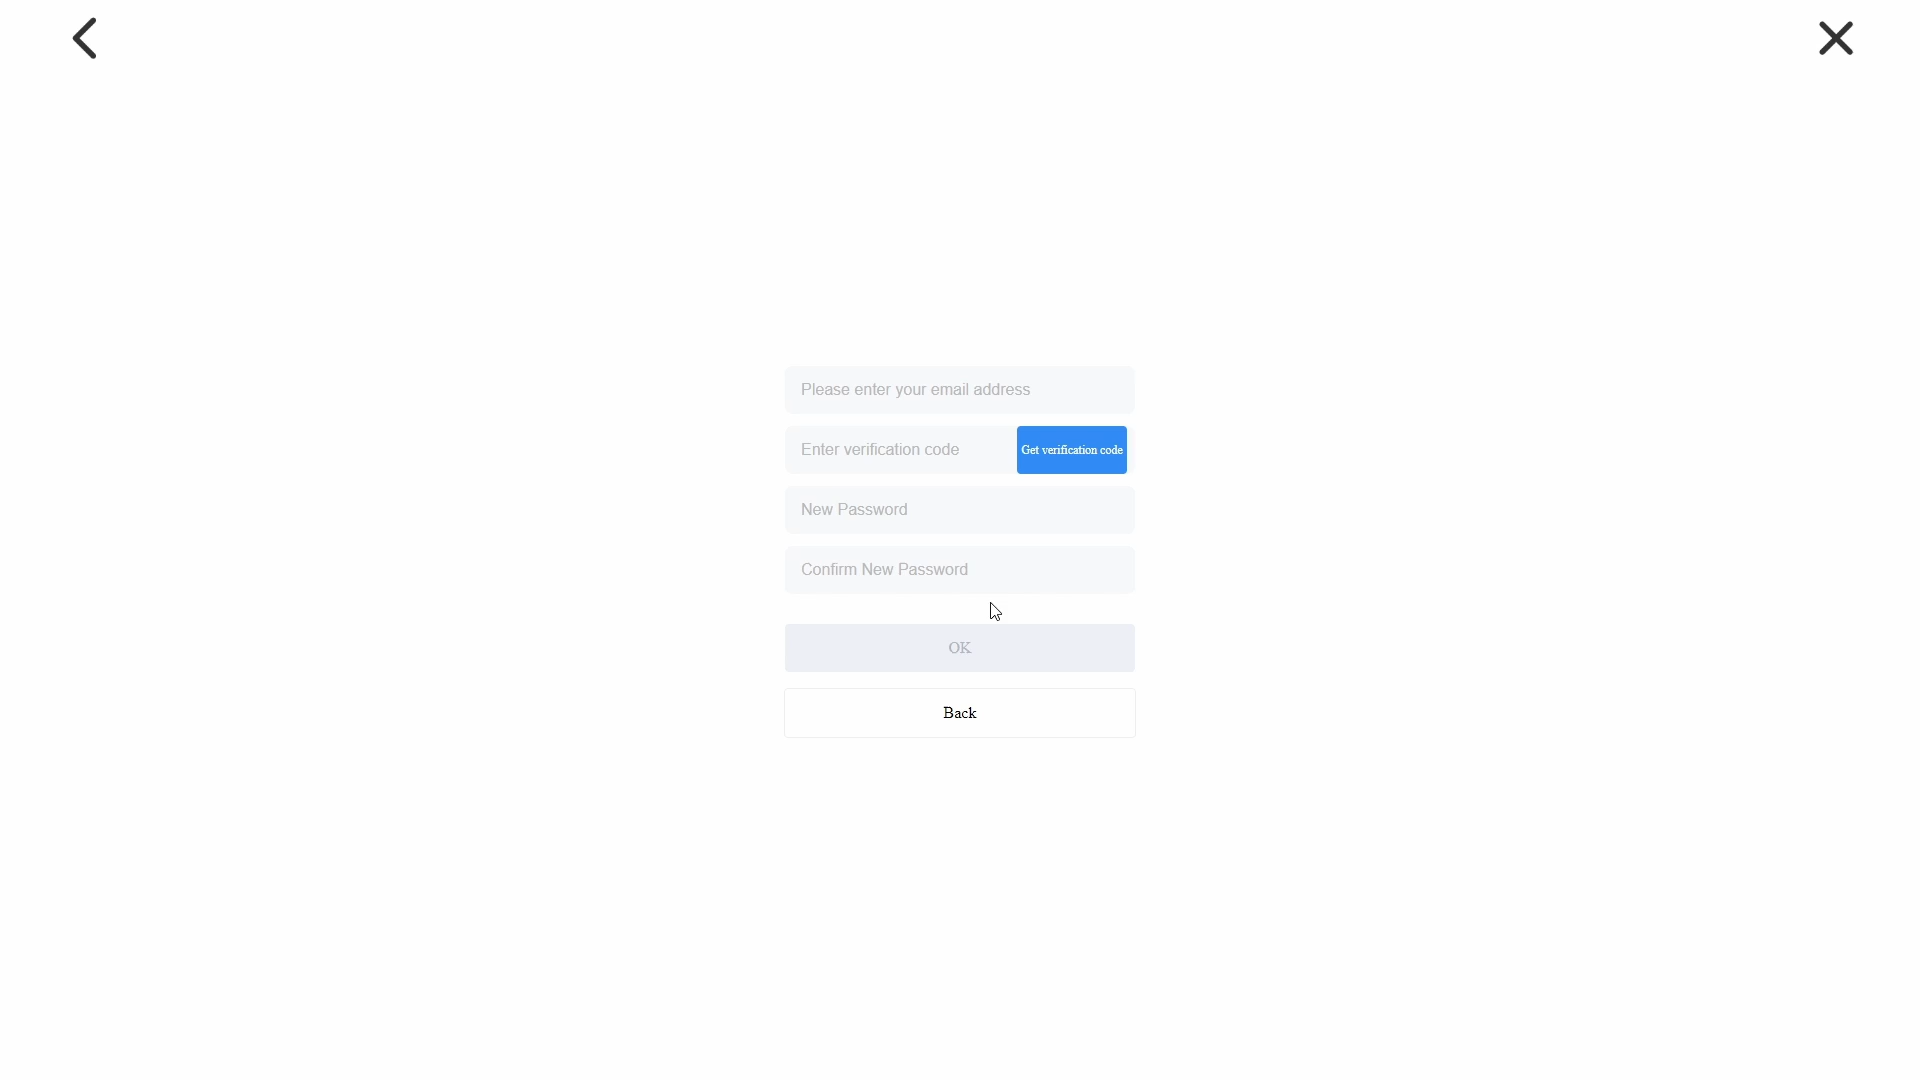 Please enter your email address
Enter verification code
Get verification code
New Password
Confirm New Password
OK
Back